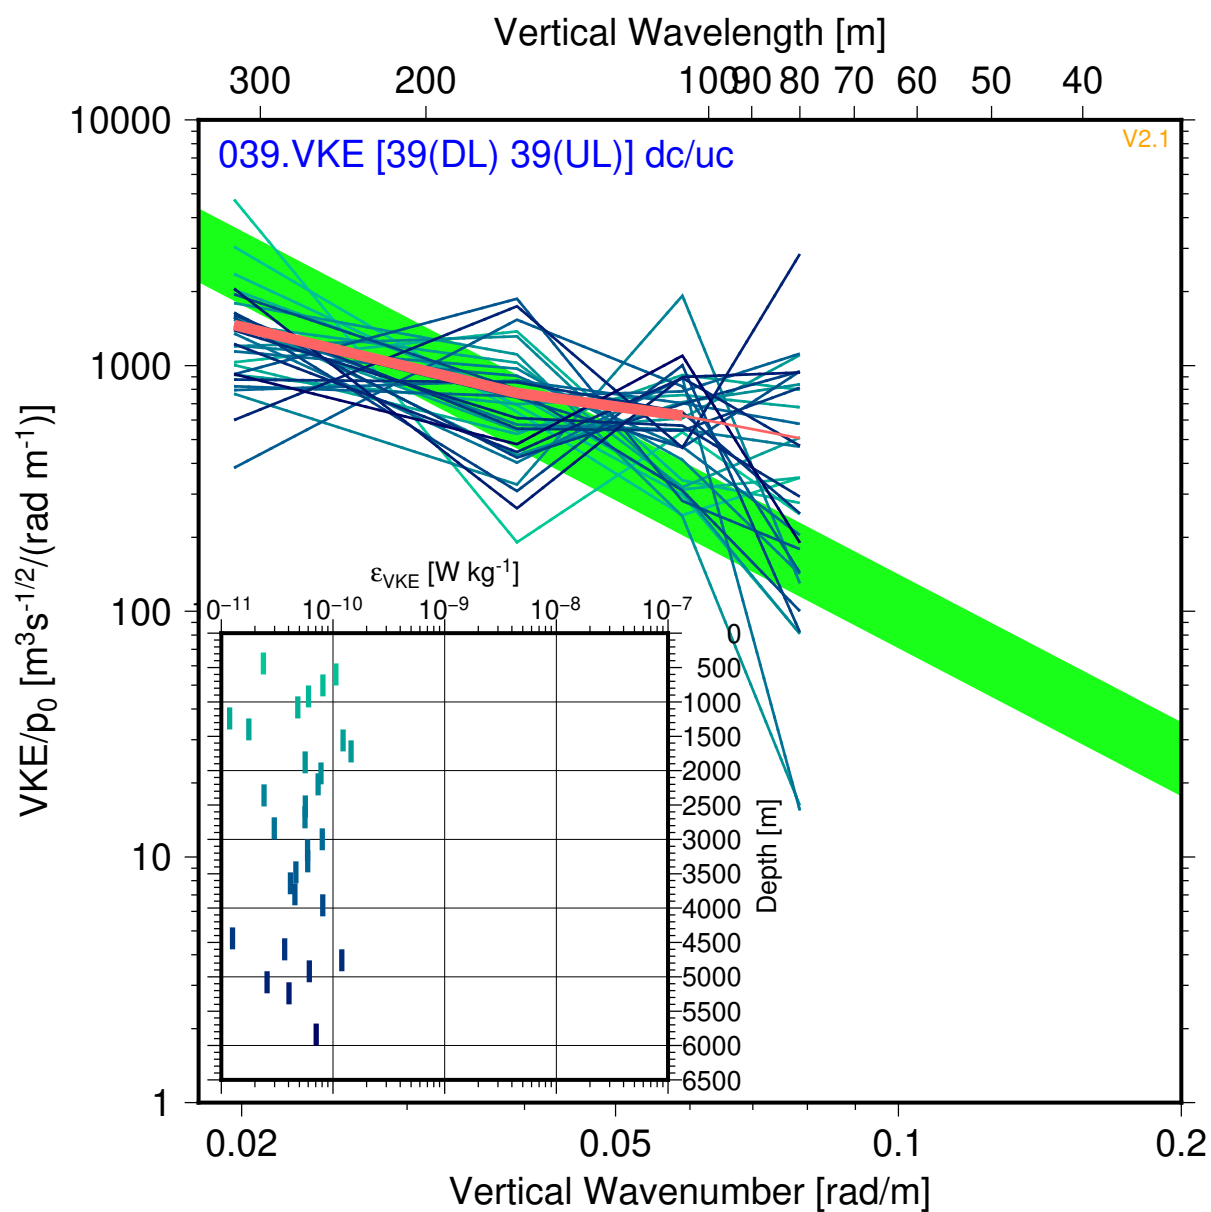 Vertical Wavelength [m]
300 200 100 90 80 70 60 50 40
039.VKE [39(DL) 39(UL)] dc/uc
V2.1
10000
1000
100
10
1
VKE/p₀ [m³s⁻¹/²/(rad m⁻¹)]
ε_VKE [W kg⁻¹]
0⁻¹¹ 10⁻¹⁰ 10⁻⁹ 10⁻⁸ 10⁻⁷
0
500
1000
1500
2000
2500
3000
3500
4000
4500
5000
5500
6000
6500
Depth [m]
0.02 0.05 0.1 0.2
Vertical Wavenumber [rad/m]